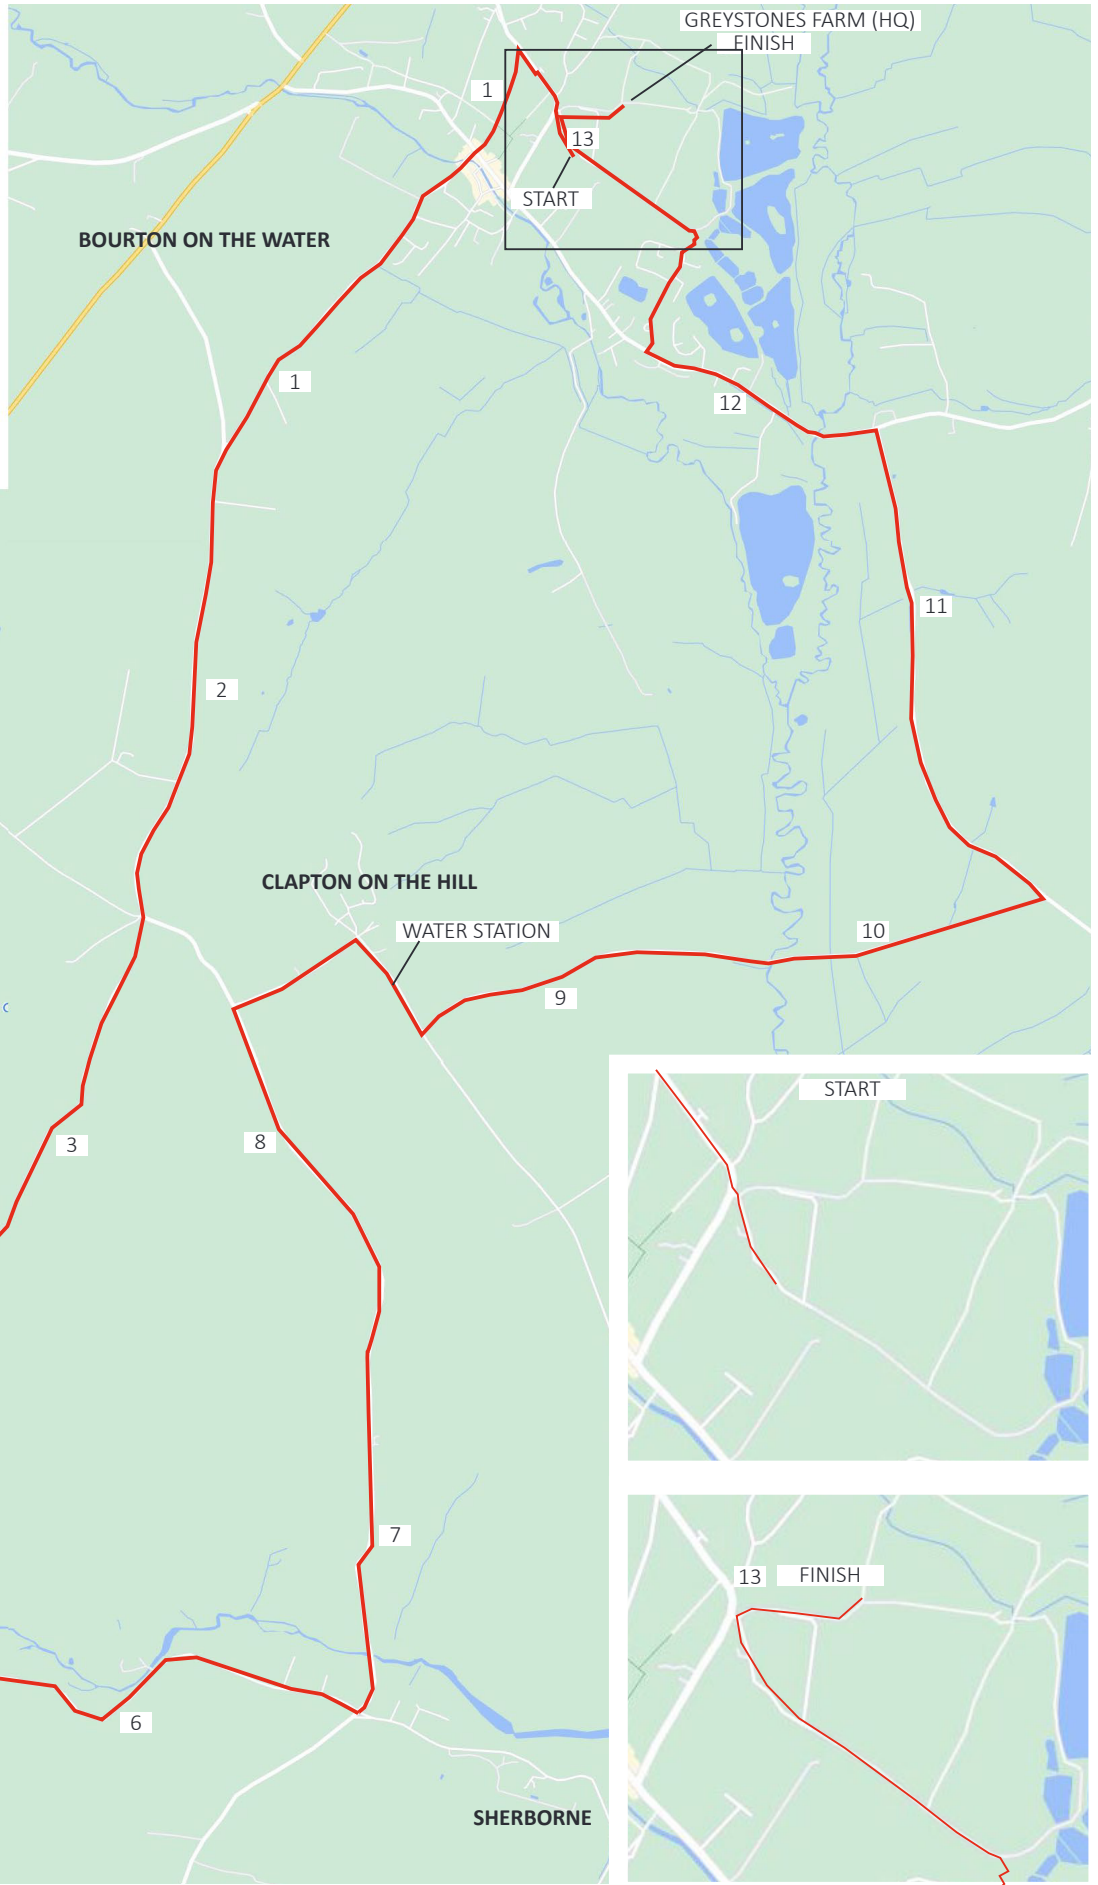 GREYSTONES FARM (HQ)
FINISH
1
13
START
BOURTON ON THE WATER
1
12
11
2
CLAPTON ON THE HILL
WATER STATION
10
9
START
3
8
7
13
FINISH
6
SHERBORNE